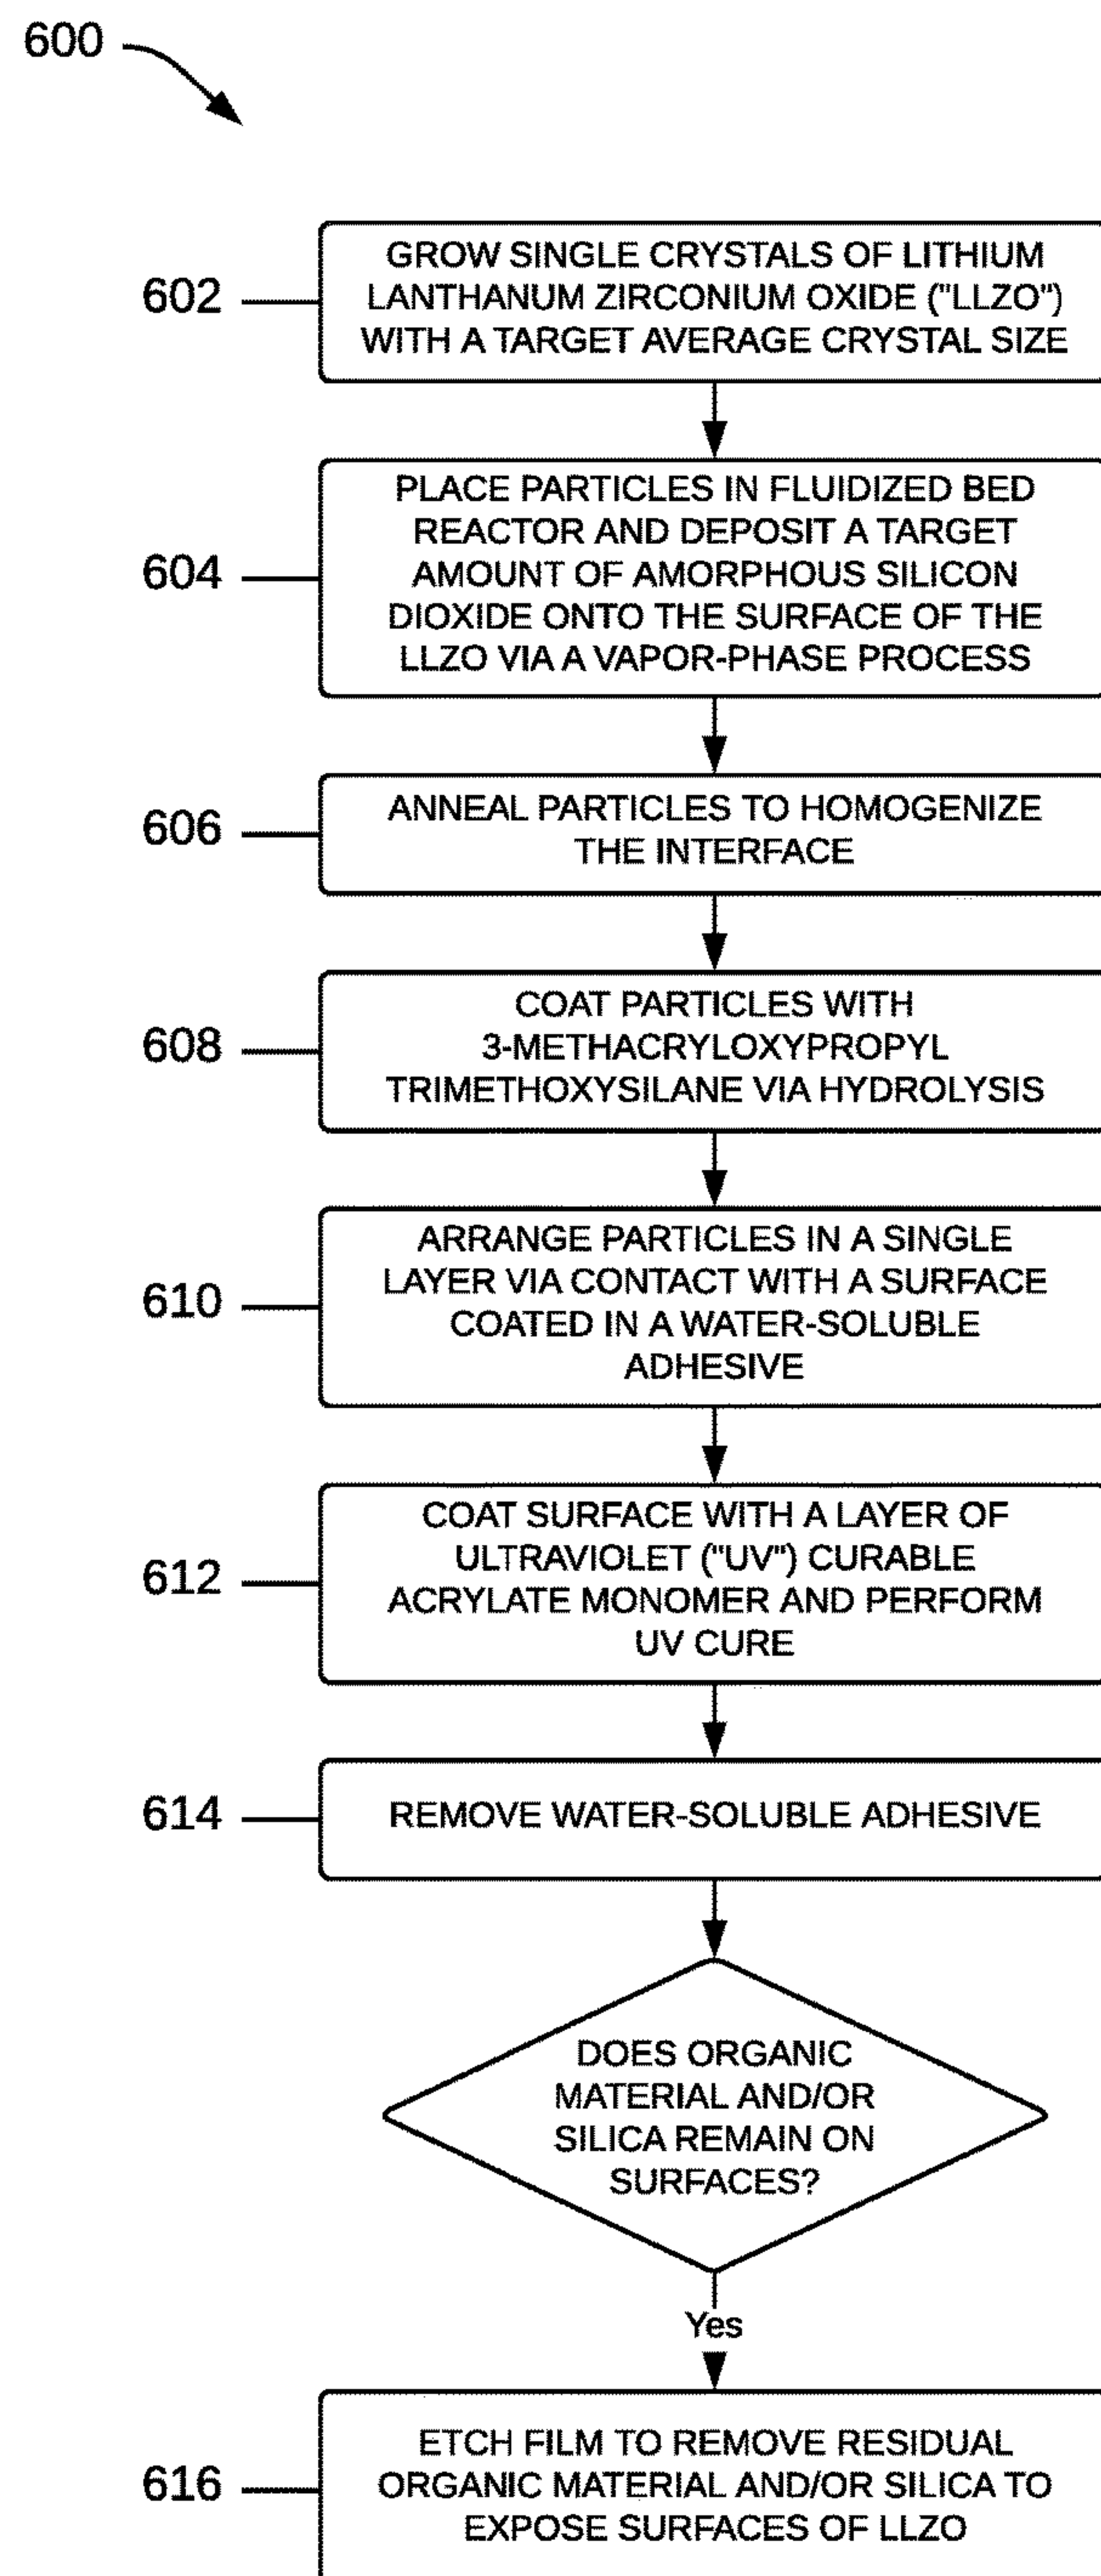 600
602
GROW SINGLE CRYSTALS OF LITHIUM
LANTHANUM ZIRCONIUM OXIDE ("LLZO")
WITH A TARGET AVERAGE CRYSTAL SIZE
604
PLACE PARTICLES IN FLUIDIZED BED
REACTOR AND DEPOSIT A TARGET
AMOUNT OF AMORPHOUS SILICON
DIOXIDE ONTO THE SURFACE OF THE
LLZO VIA A VAPOR-PHASE PROCESS
606
ANNEAL PARTICLES TO HOMOGENIZE
THE INTERFACE
608
COAT PARTICLES WITH
3-METHACRYLOXYPROPYL
TRIMETHOXYSILANE VIA HYDROLYSIS
610
ARRANGE PARTICLES IN A SINGLE
LAYER VIA CONTACT WITH A SURFACE
COATED IN A WATER-SOLUBLE
ADHESIVE
612
COAT SURFACE WITH A LAYER OF
ULTRAVIOLET ("UV") CURABLE
ACRYLATE MONOMER AND PERFORM
UV CURE
614
REMOVE WATER-SOLUBLE ADHESIVE
DOES ORGANIC
MATERIAL AND/OR
SILICA REMAIN ON
SURFACES?
Yes
616
ETCH FILM TO REMOVE RESIDUAL
ORGANIC MATERIAL AND/OR SILICA TO
EXPOSE SURFACES OF LLZO